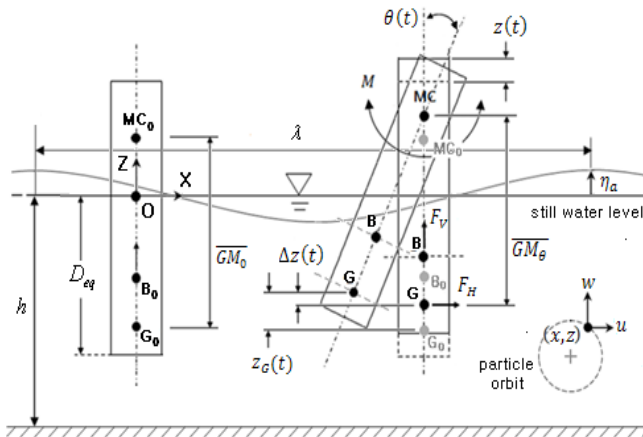 θ(t)
z(t)
M
MC
MC₀
MC₀
λ
Z
X
η_a
O
still water level
F_V
B
B
Δz(t)
D_eq
GM₀
GM_θ
B₀
B₀
G
G
F_H
h
w
G₀
G₀
(x,z)
u
z_G(t)
particle
orbit